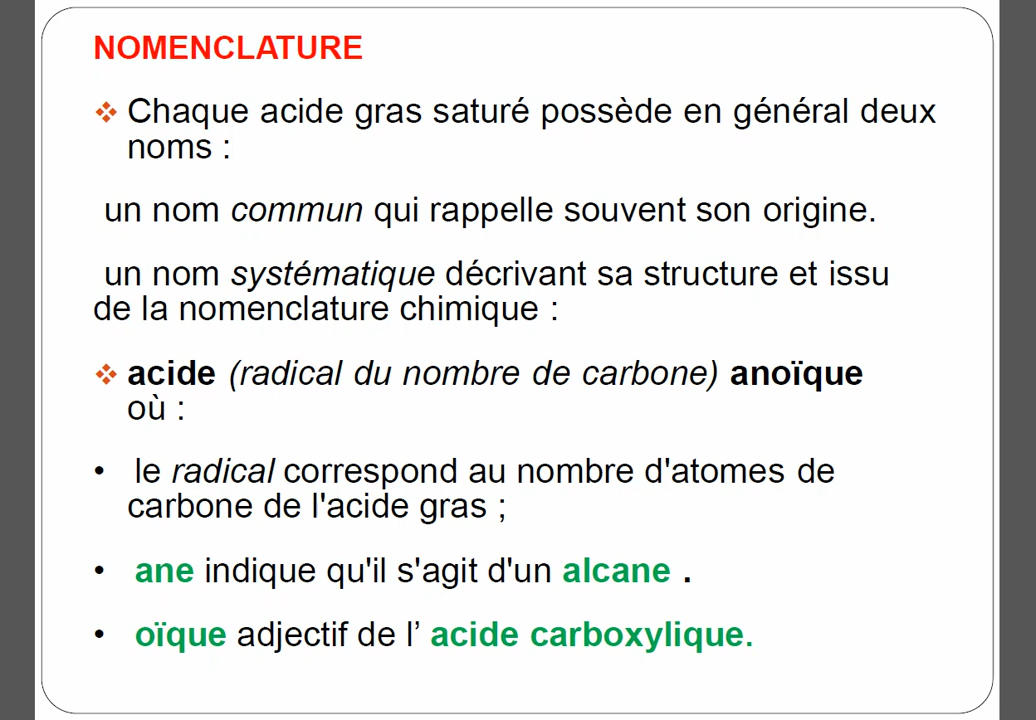 NOMENCLATURE
❖ Chaque acide gras saturé possède en général deux
noms :
un nom commun qui rappelle souvent son origine.
un nom systématique décrivant sa structure et issu
de la nomenclature chimique :
❖ acide (radical du nombre de carbone) anoïque
où :
• le radical correspond au nombre d'atomes de
carbone de l'acide gras ;
• ane indique qu'il s'agit d'un alcane .
• oïque adjectif de l’ acide carboxylique.